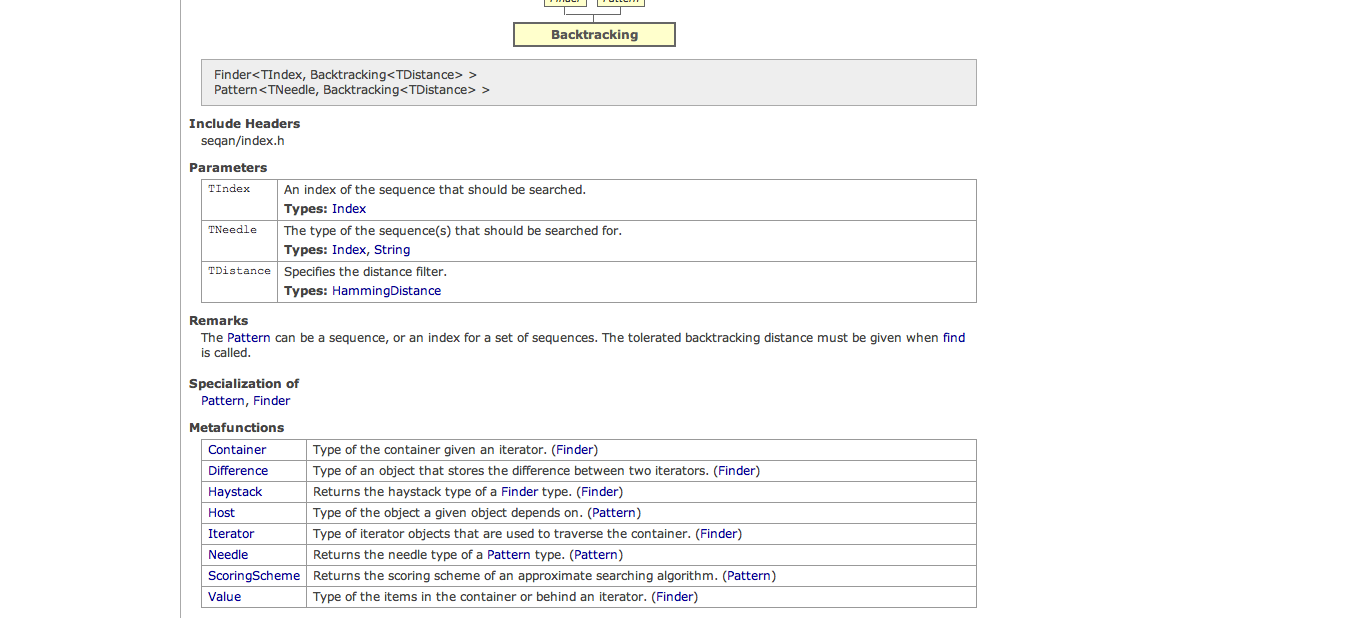 Finder Pattern
Backtracking
Finder<TIndex, Backtracking<TDistance> >
Pattern<TNeedle, Backtracking<TDistance> >
Include Headers
seqan/index.h
Parameters
TIndex An index of the sequence that should be searched.
Types: Index
TNeedle The type of the sequence(s) that should be searched for.
Types: Index, String
TDistance Specifies the distance filter.
Types: HammingDistance
Remarks
The Pattern can be a sequence, or an index for a set of sequences. The tolerated backtracking distance must be given when find
is called.
Specialization of
Pattern, Finder
Metafunctions
Container Type of the container given an iterator. (Finder)
Difference Type of an object that stores the difference between two iterators. (Finder)
Haystack Returns the haystack type of a Finder type. (Finder)
Host Type of the object a given object depends on. (Pattern)
Iterator Type of iterator objects that are used to traverse the container. (Finder)
Needle Returns the needle type of a Pattern type. (Pattern)
ScoringScheme Returns the scoring scheme of an approximate searching algorithm. (Pattern)
Value Type of the items in the container or behind an iterator. (Finder)